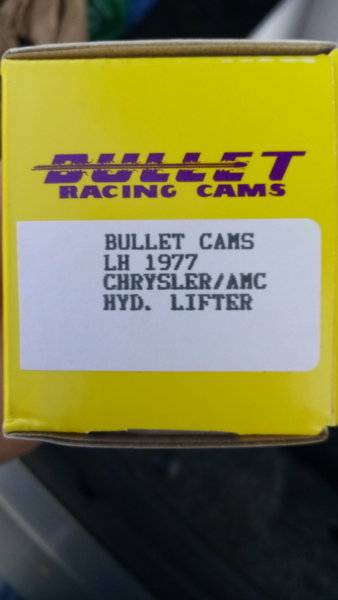 BULLET
RACING CAMS
BULLET CAMS
LH 1977
CHRYSLER/AMC
HYD. LIFTER